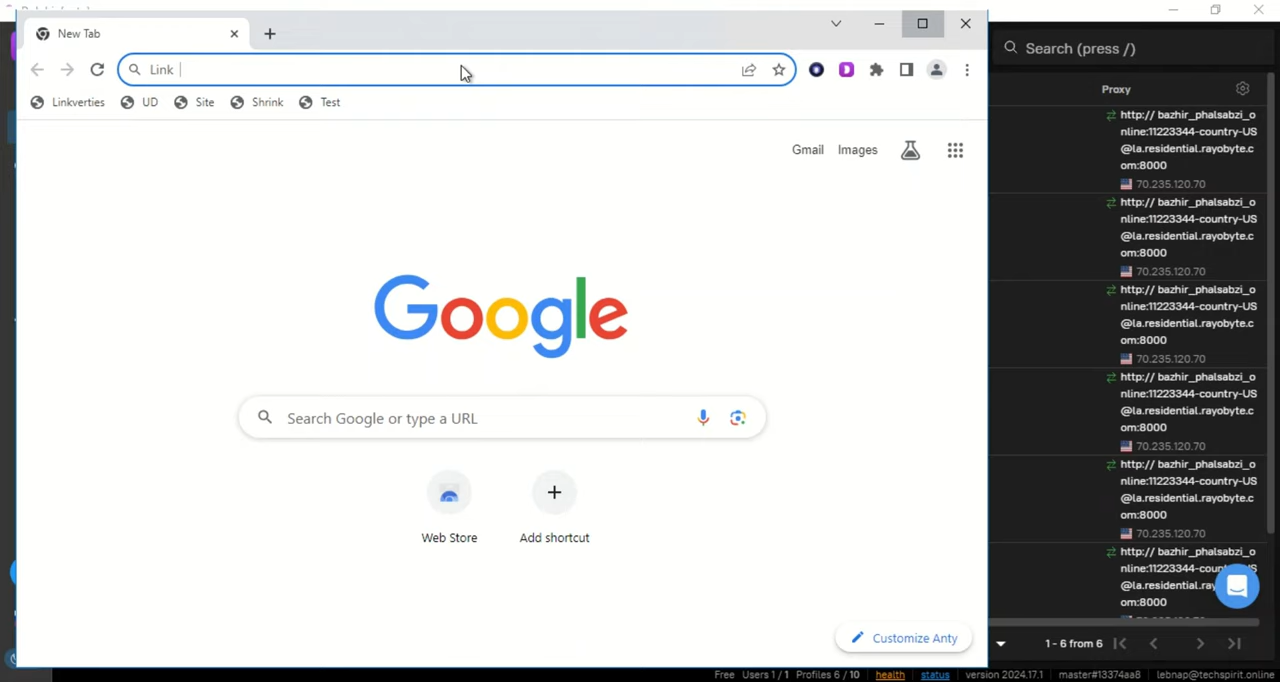 New Tab
Search (press /)
Link
Linkverties UD Site Shrink Test
Proxy
Gmail Images
http:// bazhir_phalsabzi_o
nline:11223344-country-US
@la.residential.rayobyte.c
om:8000
70.235.120.70
http:// bazhir_phalsabzi_o
nline:11223344-country-US
@la.residential.rayobyte.c
om:8000
70.235.120.70
http:// bazhir_phalsabzi_o
nline:11223344-country-US
@la.residential.rayobyte.c
om:8000
70.235.120.70
http:// bazhir_phalsabzi_o
nline:11223344-country-US
@la.residential.rayobyte.c
om:8000
70.235.120.70
http:// bazhir_phalsabzi_o
nline:11223344-country-US
@la.residential.rayobyte.c
om:8000
70.235.120.70
http:// bazhir_phalsabzi_o
nline:11223344-count
@la.residential.ray
om:8000
Google
Search Google or type a URL
Web Store Add shortcut
Customize Anty
1 - 6 from 6
Free Users 1 / 1 Profiles 6 / 10 health status version 2024.17.1 master#13374aa8 lebnap@techspirit.online